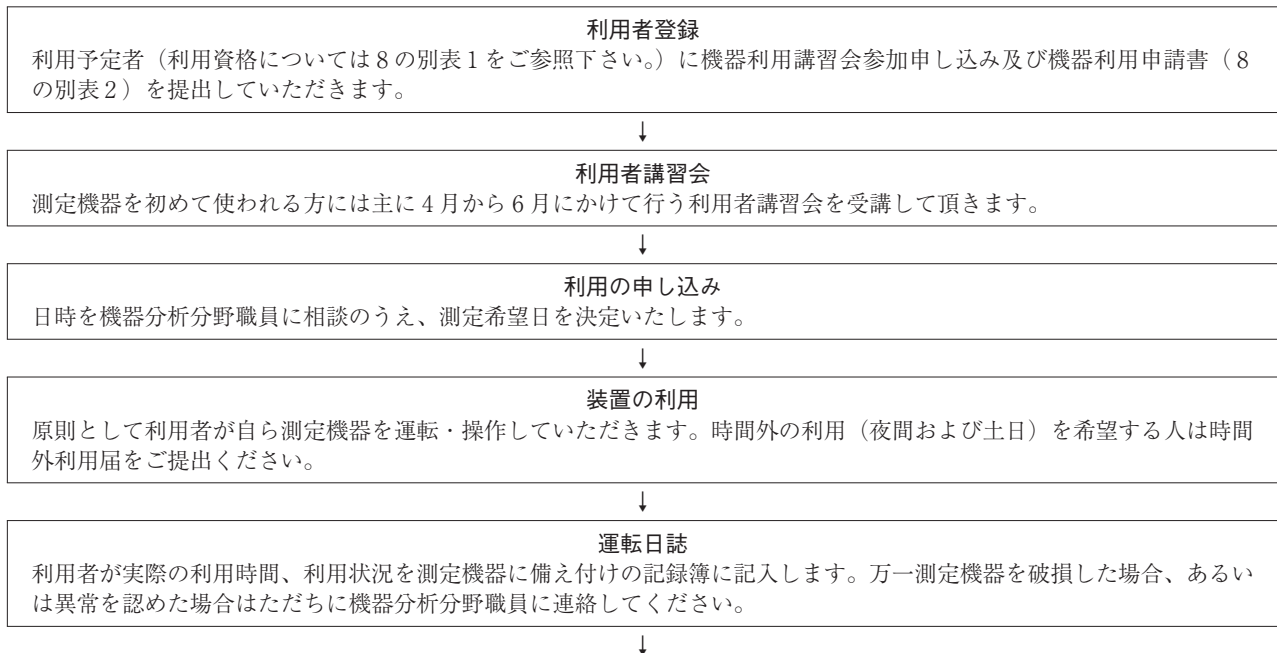 利用者登録
利用予定者（利用資格については８の別表１をご参照下さい。）に機器利用講習会参加申し込み及び機器利用申請書（８
の別表２）を提出していただきます。
↓
利用者講習会
測定機器を初めて使われる方には主に４月から６月にかけて行う利用者講習会を受講して頂きます。
↓
利用の申し込み
日時を機器分析分野職員に相談のうえ、測定希望日を決定いたします。
↓
装置の利用
原則として利用者が自ら測定機器を運転・操作していただきます。時間外の利用（夜間および土日）を希望する人は時間
外利用届をご提出ください。
↓
運転日誌
利用者が実際の利用時間、利用状況を測定機器に備え付けの記録簿に記入します。万一測定機器を破損した場合、あるい
は異常を認めた場合はただちに機器分析分野職員に連絡してください。
↓